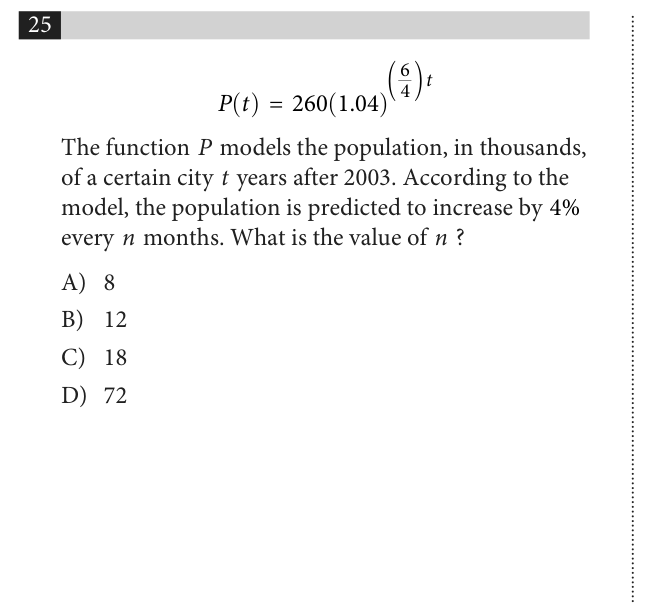 25
P(t) = 260(1.04)^((6/4)t)
The function P models the population, in thousands,
of a certain city t years after 2003. According to the
model, the population is predicted to increase by 4%
every n months. What is the value of n ?
A) 8
B) 12
C) 18
D) 72